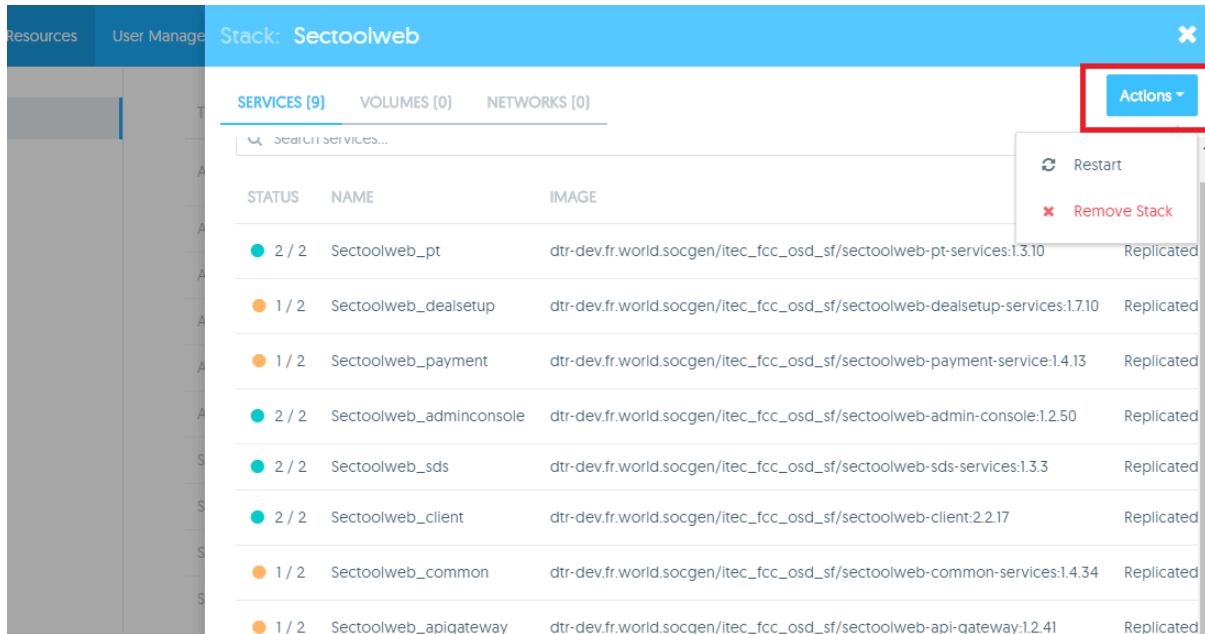 Resources User Manage Stack: Sectoolweb
SERVICES (9) VOLUMES (0) NETWORKS (0) Actions
Search services...
Restart
STATUS NAME IMAGE
Remove Stack
2 / 2 Sectoolweb_pt dtr-dev.fr.world.socgen/itec_fcc_osd_sf/sectoolweb-pt-services:1.3.10 Replicated
1 / 2 Sectoolweb_dealsetup dtr-dev.fr.world.socgen/itec_fcc_osd_sf/sectoolweb-dealsetup-services:1.7.10 Replicated
1 / 2 Sectoolweb_payment dtr-dev.fr.world.socgen/itec_fcc_osd_sf/sectoolweb-payment-service:1.4.13 Replicated
2 / 2 Sectoolweb_adminconsole dtr-dev.fr.world.socgen/itec_fcc_osd_sf/sectoolweb-admin-console:1.2.50 Replicated
2 / 2 Sectoolweb_sds dtr-dev.fr.world.socgen/itec_fcc_osd_sf/sectoolweb-sds-services:1.3.3 Replicated
2 / 2 Sectoolweb_client dtr-dev.fr.world.socgen/itec_fcc_osd_sf/sectoolweb-client:2.2.17 Replicated
1 / 2 Sectoolweb_common dtr-dev.fr.world.socgen/itec_fcc_osd_sf/sectoolweb-common-services:1.4.34 Replicated
1 / 2 Sectoolweb_apigateway dtr-dev.fr.world.socgen/itec_fcc_osd_sf/sectoolweb-api-gateway:1.2.41 Replicated